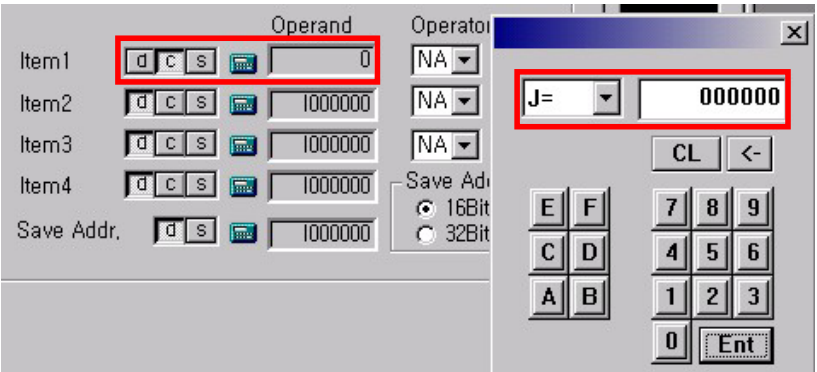 Operand Operator
Item1 d c s 0 NA
Item2 d c s I000000 NA
Item3 d c s I000000 NA
Item4 d c s I000000
Save Addr. d s I000000
Save Add
16Bit
32Bit
J= 000000
CL <-
E F 7 8 9
C D 4 5 6
A B 1 2 3
0 Ent